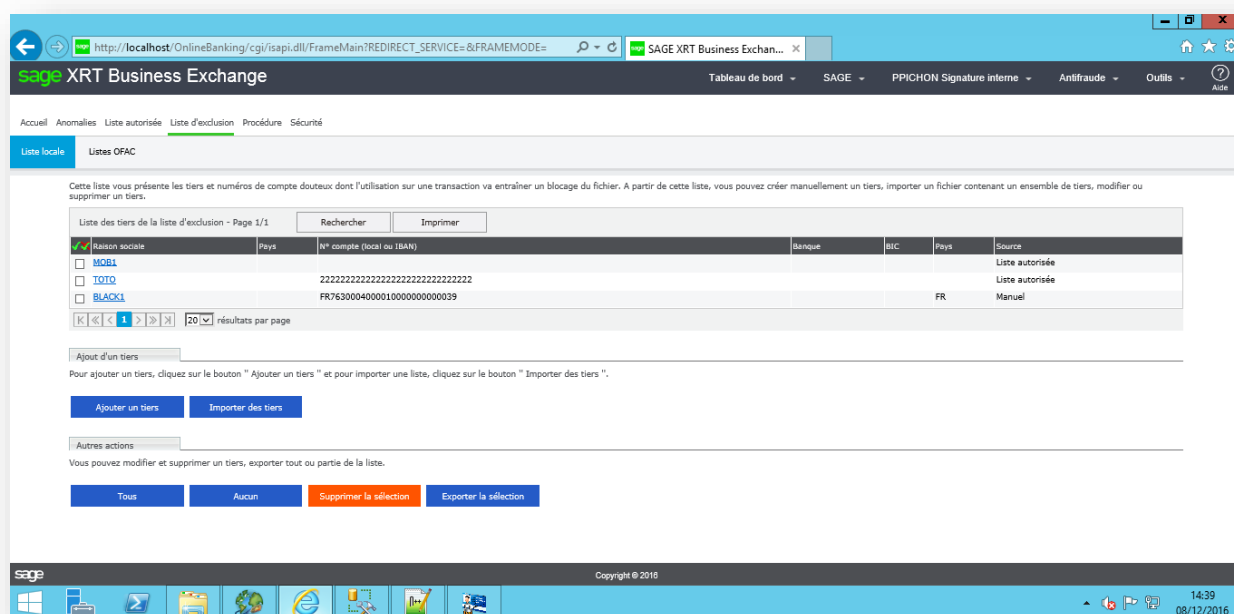 http://localhost/OnlineBanking/cgi/isapi.dll/FrameMain?REDIRECT_SERVICE=&FRAMEMODE=
SAGE XRT Business Exchan...
sage XRT Business Exchange
Tableau de bord SAGE PPICHON Signature interne Antifraude Outils
Aide
Accueil Anomalies Liste autorisée Liste d'exclusion Procédure Sécurité
Liste locale Listes OFAC
Cette liste vous présente les tiers et numéros de compte douteux dont l'utilisation sur une transaction va entraîner un blocage du fichier. A partir de cette liste, vous pouvez créer manuellement un tiers, importer un fichier contenant un ensemble de tiers, modifier ou
supprimer un tiers.
Liste des tiers de la liste d'exclusion - Page 1/1 Rechercher Imprimer
Raison sociale Pays N° compte (local ou IBAN) Banque BIC Pays Source
MOB1 Liste autorisée
TOTO Liste autorisée
BLACK1 FR Manuel
1 20 résultats par page
Ajout d'un tiers
Pour ajouter un tiers, cliquez sur le bouton " Ajouter un tiers " et pour importer une liste, cliquez sur le bouton " Importer des tiers ".
Ajouter un tiers Importer des tiers
Autres actions
Vous pouvez modifier et supprimer un tiers, exporter tout ou partie de la liste.
Tous Aucun Supprimer la sélection Exporter la sélection
sage Copyright © 2016
14:39
08/12/2016